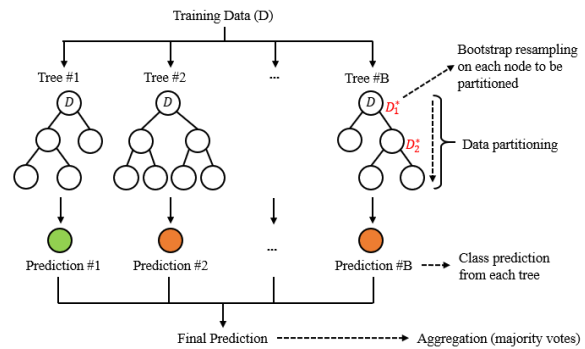 Training Data (D)
Tree #1
Tree #2
...
Tree #B
Bootstrap resampling
on each node to be
partitioned
D
D
D
D₁*
D₂*
Data partitioning
...
Prediction #1
Prediction #2
Prediction #B
Class prediction
from each tree
Final Prediction
Aggregation (majority votes)